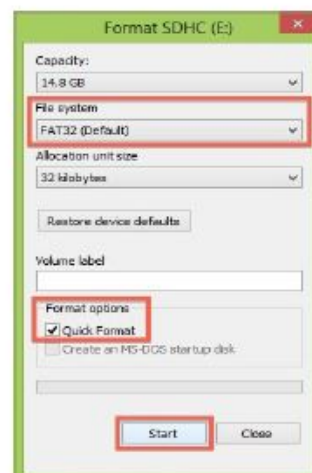 Format SDHC (E:)
Capacity:
14.8 GB
File system
FAT32 (Default)
Allocation unit size
32 kilobytes
Restore device defaults
Volume label
Format options
Quick Format
Create an MS-DOS startup disk
Start
Close